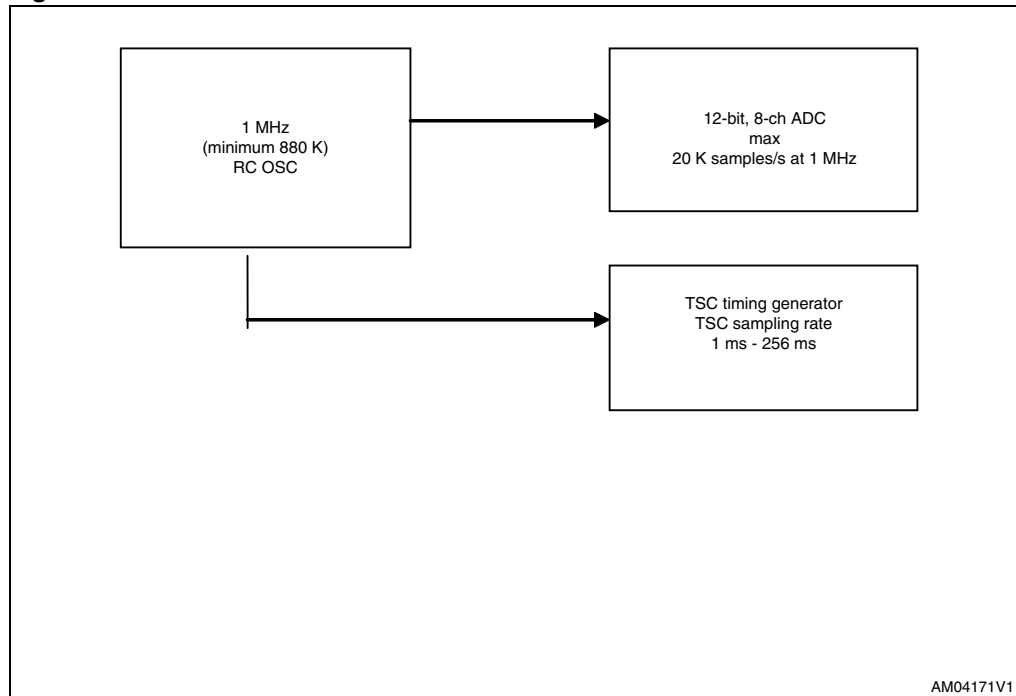 1 MHz
(minimum 880 K)
RC OSC
12-bit, 8-ch ADC
max
20 K samples/s at 1 MHz
TSC timing generator
TSC sampling rate
1 ms - 256 ms
AM04171V1